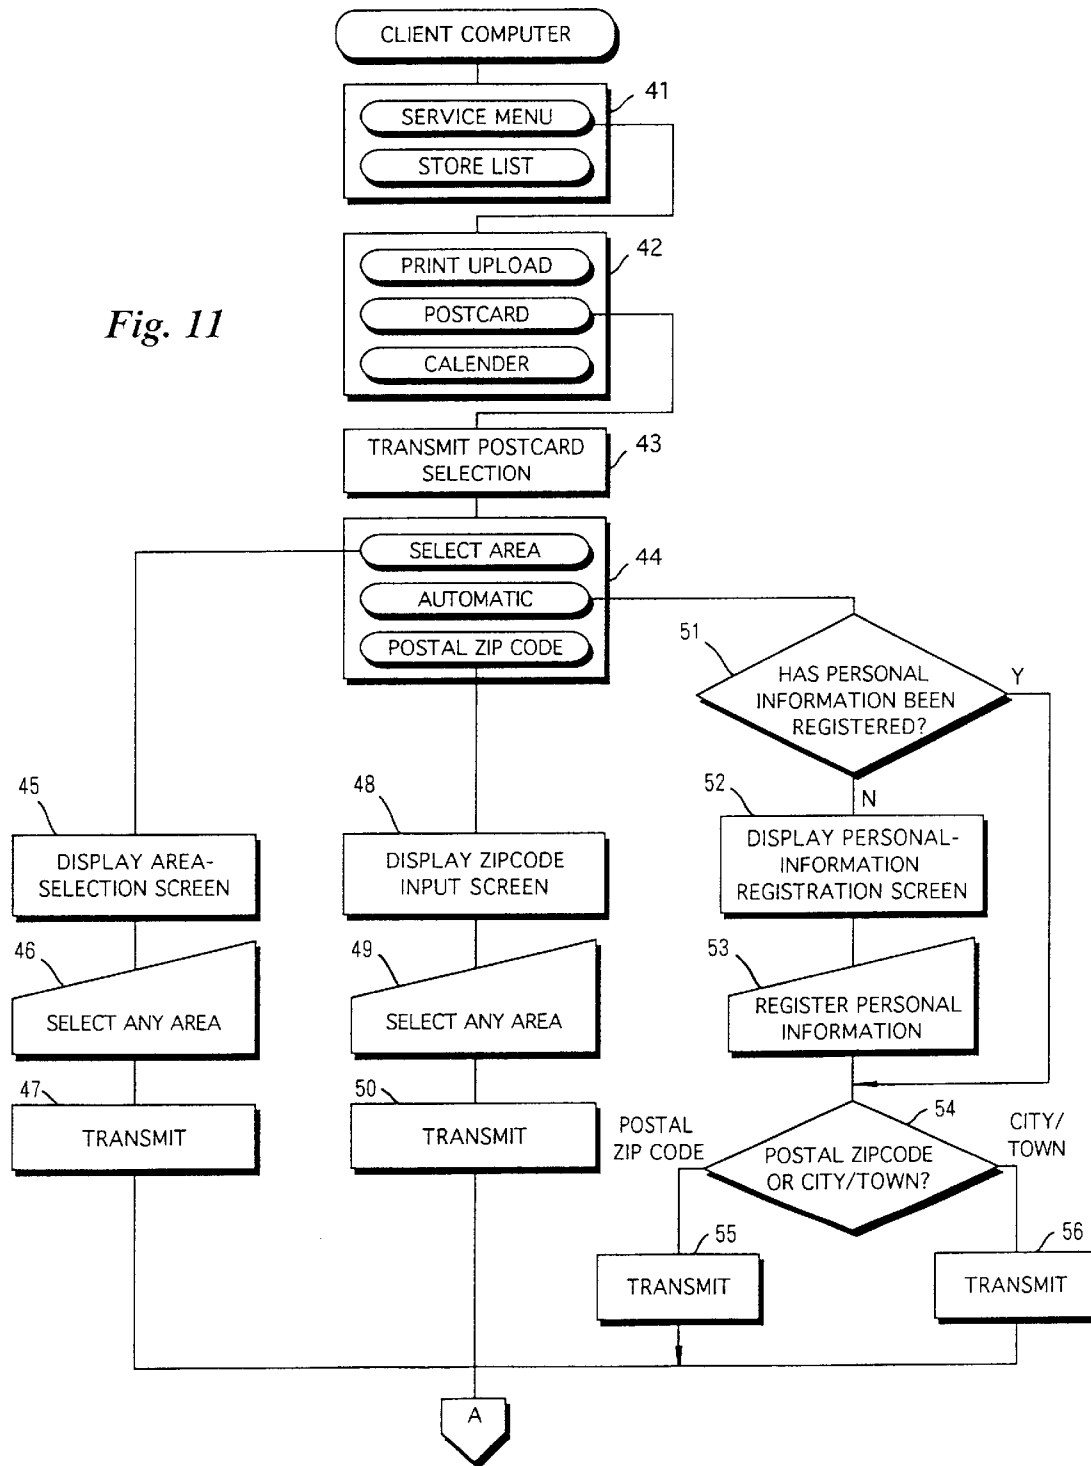 CLIENT COMPUTER
41
SERVICE MENU
STORE LIST
42
PRINT UPLOAD
Fig. 11
POSTCARD
CALENDER
TRANSMIT POSTCARD
SELECTION
43
SELECT AREA
44
AUTOMATIC
POSTAL ZIP CODE
51
HAS PERSONAL
INFORMATION BEEN
REGISTERED?
Y
N
45
DISPLAY AREA-
SELECTION SCREEN
48
DISPLAY ZIPCODE
INPUT SCREEN
52
DISPLAY PERSONAL-
INFORMATION
REGISTRATION SCREEN
46
SELECT ANY AREA
49
SELECT ANY AREA
53
REGISTER PERSONAL
INFORMATION
47
TRANSMIT
50
TRANSMIT
POSTAL
ZIP CODE
54
CITY/
TOWN
POSTAL ZIPCODE
OR CITY/TOWN?
55
TRANSMIT
56
TRANSMIT
A